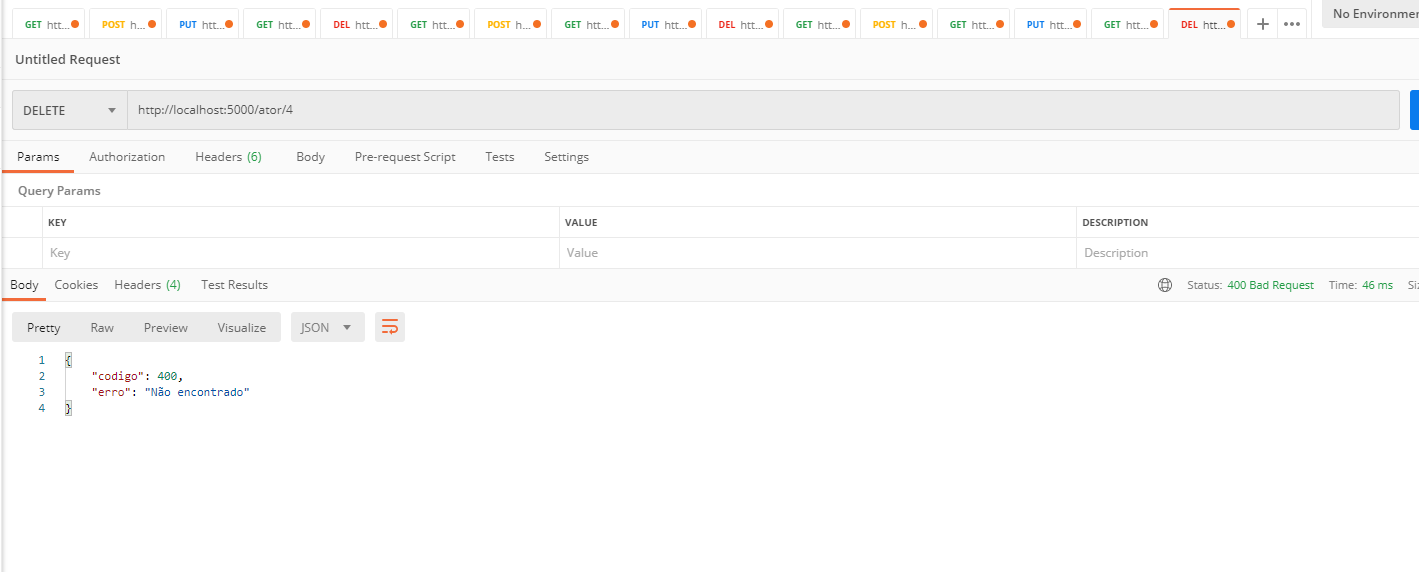 GET htt... POST h... PUT htt... GET htt... DEL htt... GET htt... POST h... GET htt... PUT htt... DEL htt... GET htt... POST h... GET htt... PUT htt... GET htt... DEL htt... + ••• No Environmen
Untitled Request
DELETE http://localhost:5000/ator/4
Params Authorization Headers (6) Body Pre-request Script Tests Settings
Query Params
KEY VALUE DESCRIPTION
Key Value Description
Body Cookies Headers (4) Test Results Status: 400 Bad Request Time: 46 ms Siz
Pretty Raw Preview Visualize JSON
1 {
2 "codigo": 400,
3 "erro": "Não encontrado"
4 }